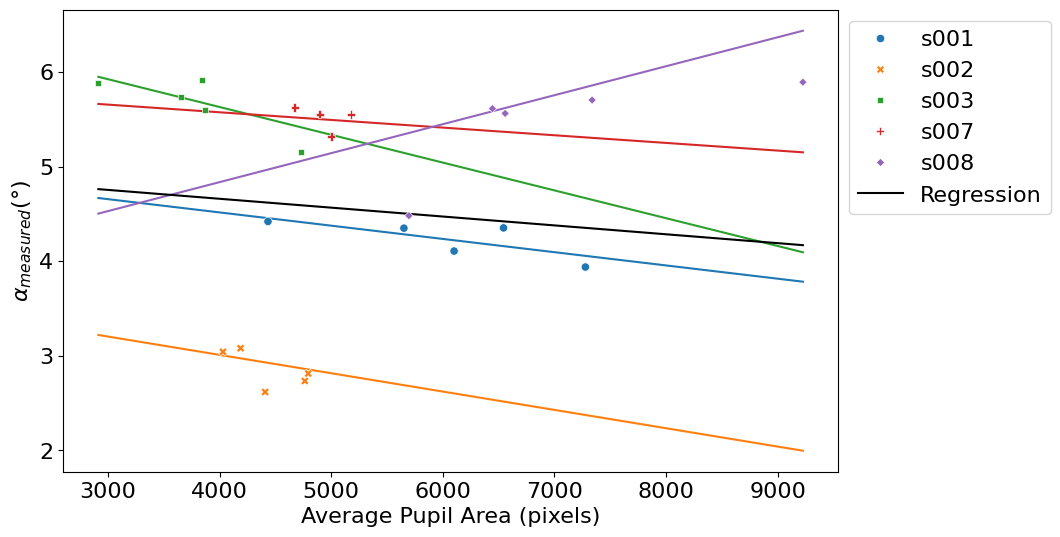 6
5
4
3
2
α_measured(°)
3000 4000 5000 6000 7000 8000 9000
Average Pupil Area (pixels)
s001
s002
s003
s007
s008
Regression